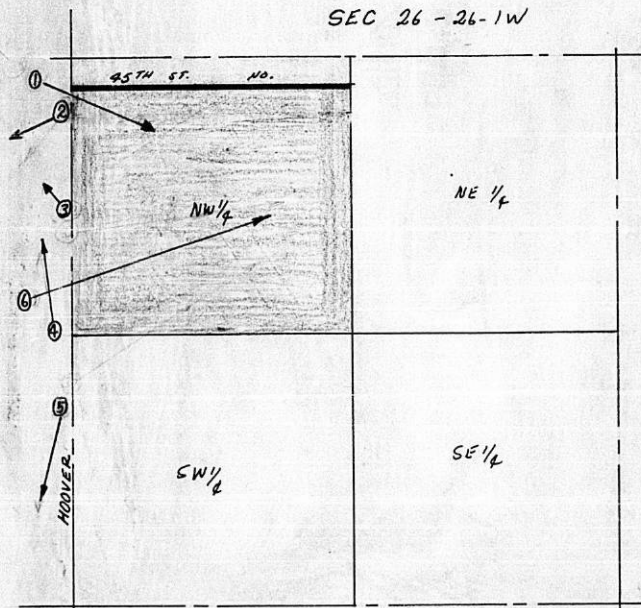 SEC 26 - 26-1W
45TH ST. NO.
①
②
③
NW 1/4
NE 1/4
⑥
④
⑤
HOOVER
SW 1/4
SE 1/4